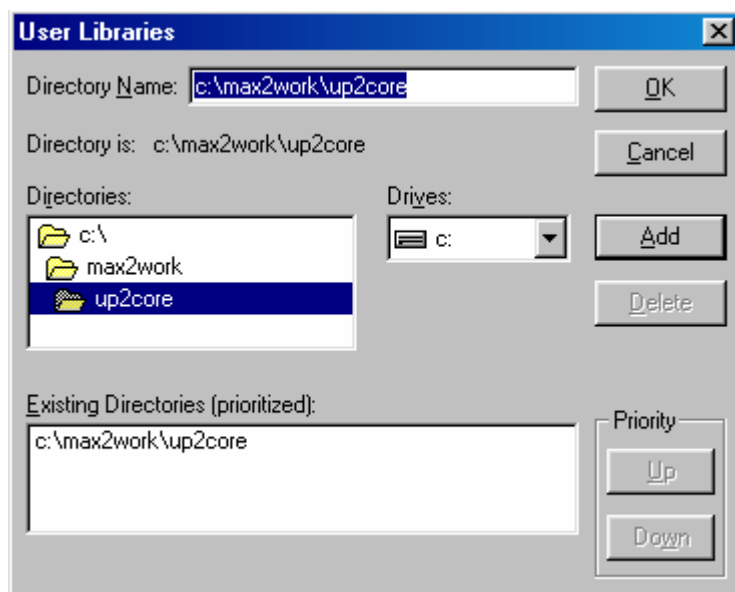 User Libraries
Directory Name: c:\max2work\up2core
OK
Directory is: c:\max2work\up2core
Cancel
Directories:
Drives:
c:\
c:
Add
max2work
up2core
Delete
Existing Directories (prioritized):
c:\max2work\up2core
Priority
Up
Down